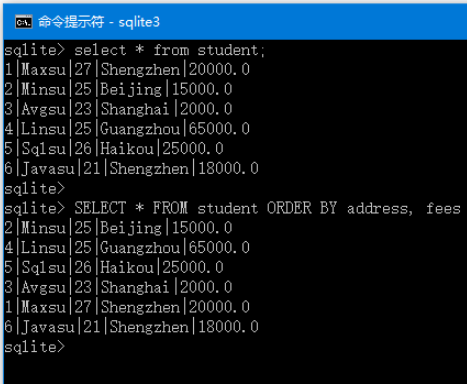 命令提示符 - sqlite3
sqlite> select * from student;
1|Maxsu|27|Shengzhen|20000.0
2|Minsu|25|Beijing|15000.0
3|Avgsu|23|Shanghai|2000.0
4|Linsu|25|Guangzhou|65000.0
5|Sqlsu|26|Haikou|25000.0
6|Javasu|21|Shengzhen|18000.0
sqlite>
sqlite> SELECT * FROM student ORDER BY address, fees
2|Minsu|25|Beijing|15000.0
4|Linsu|25|Guangzhou|65000.0
5|Sqlsu|26|Haikou|25000.0
3|Avgsu|23|Shanghai|2000.0
1|Maxsu|27|Shengzhen|20000.0
6|Javasu|21|Shengzhen|18000.0
sqlite>